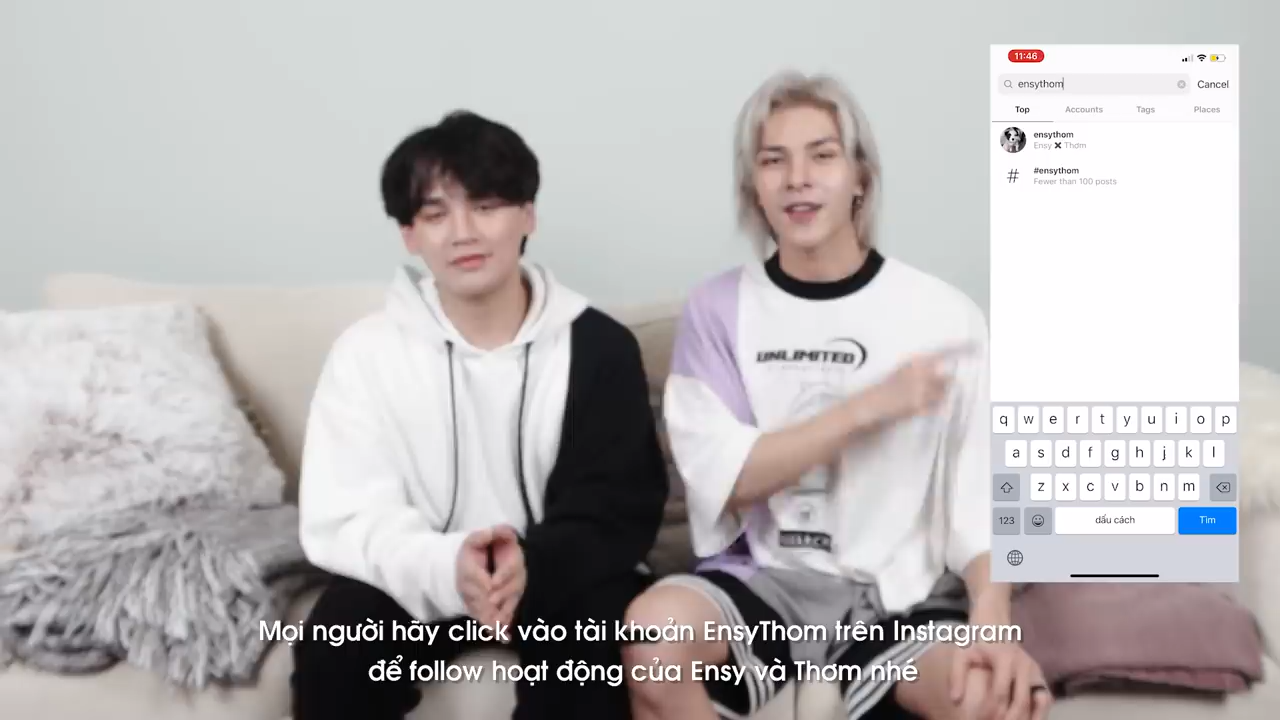 11:46
ensythom
Cancel
Top Accounts Tags Places
ensythom
Ensy ✖ Thơm
#
#ensythom
Fewer than 100 posts
UNLIMITED
q w e r t y u i o p
a s d f g h j k l
z x c v b n m
123 dấu cách Tìm
Mọi người hãy click vào tài khoản EnsyThom trên Instagram
để follow hoạt động của Ensy và Thơm nhé